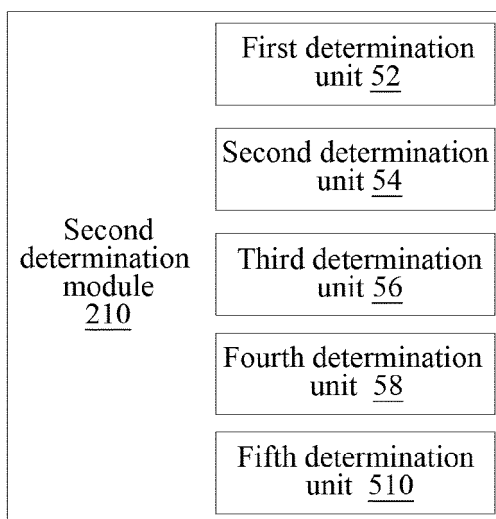 First determination
unit 52
Second determination
unit 54
Second
determination
module
210
Third determination
unit 56
Fourth determination
unit 58
Fifth determination
unit 510